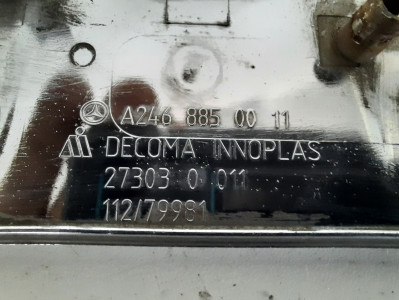 A246 885 00 11
DECOMA INNOPLAS
27303 0 011
112/79981